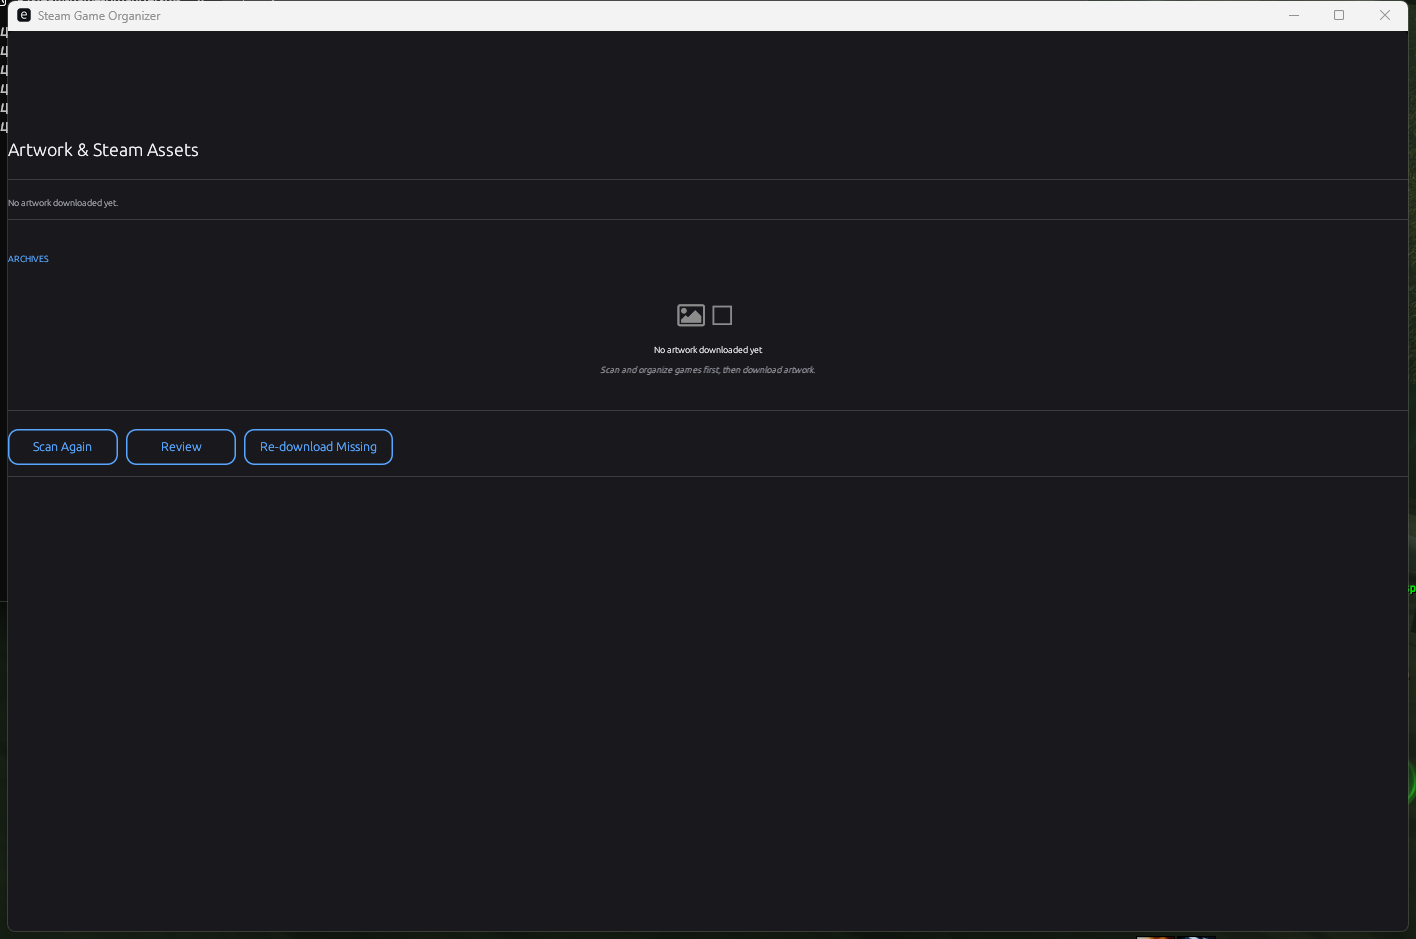 Steam Game Organizer
Artwork & Steam Assets
No artwork downloaded yet.
ARCHIVES
No artwork downloaded yet
Scan and organize games first, then download artwork.
Scan Again
Review
Re-download Missing
sp